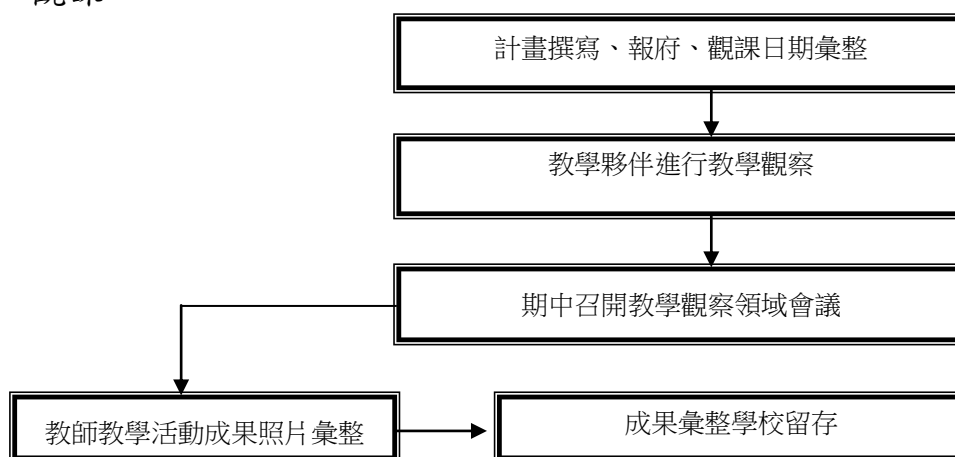 計畫撰寫、報府、觀課日期彙整
教學夥伴進行教學觀察
期中召開教學觀察領域會議
教師教學活動成果照片彙整
成果彙整學校留存